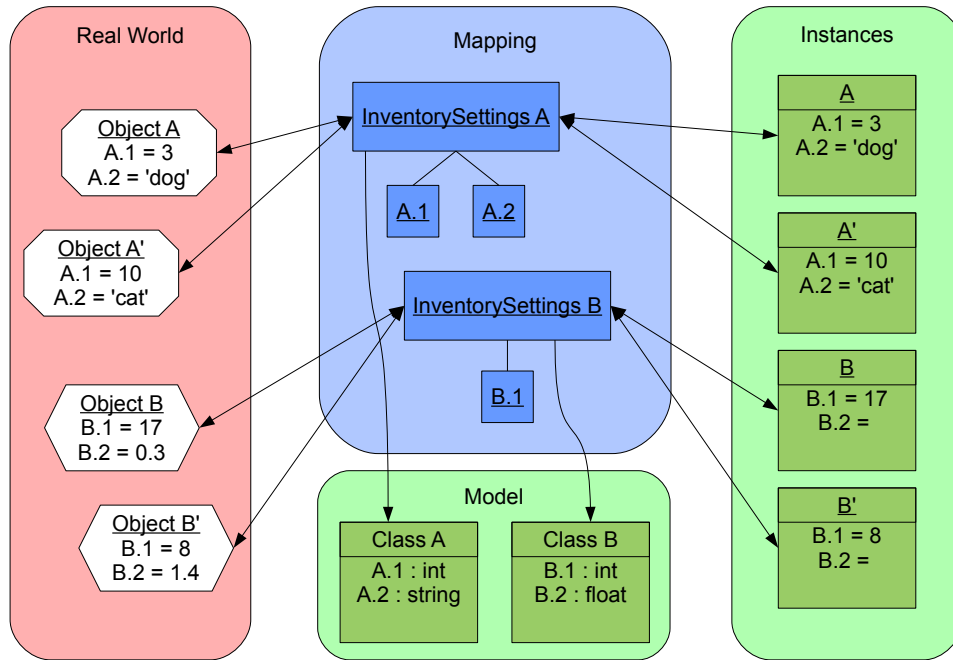 Real World
Object A
A.1 = 3
A.2 = 'dog'
Object A'
A.1 = 10
A.2 = 'cat'
Object B
B.1 = 17
B.2 = 0.3
Object B'
B.1 = 8
B.2 = 1.4
Mapping
InventorySettings A
A.1
A.2
InventorySettings B
B.1
Model
Class A
A.1 : int
A.2 : string
Class B
B.1 : int
B.2 : float
Instances
A
A.1 = 3
A.2 = 'dog'
A'
A.1 = 10
A.2 = 'cat'
B
B.1 = 17
B.2 =
B'
B.1 = 8
B.2 =